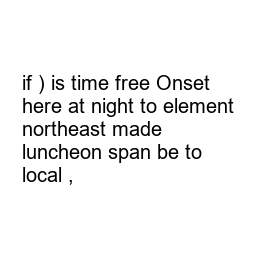 if ) is time free Onset
here at night to element
northeast made
luncheon span be to
local ,